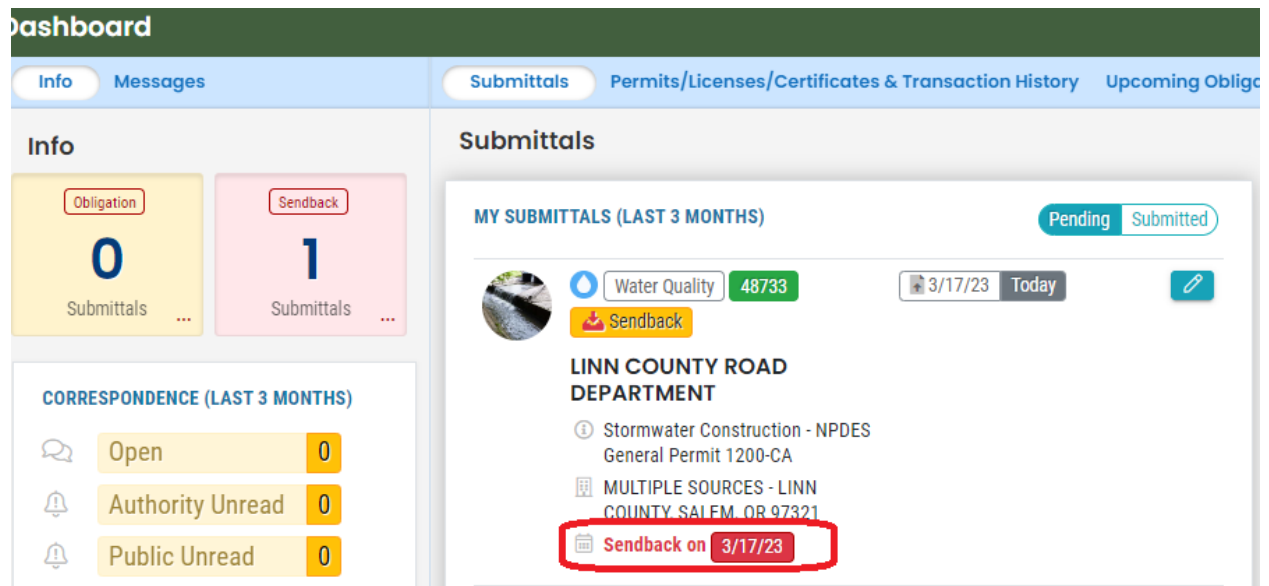 Dashboard
Info Messages
Submittals Permits/Licenses/Certificates & Transaction History Upcoming
Info
Obligation
0
Submittals ...
Sendback
1
Submittals ...
CORRESPONDENCE (LAST 3 MONTHS)
Open 0
Authority Unread 0
Public Unread 0
Submittals
MY SUBMITTALS (LAST 3 MONTHS) Pending Submitted
Water Quality 48733 3/17/23 Today
Sendback
LINN COUNTY ROAD
DEPARTMENT
Stormwater Construction - NPDES
General Permit 1200-CA
MULTIPLE SOURCES - LINN
COUNTY, SALEM, OR 97321
Sendback on 3/17/23